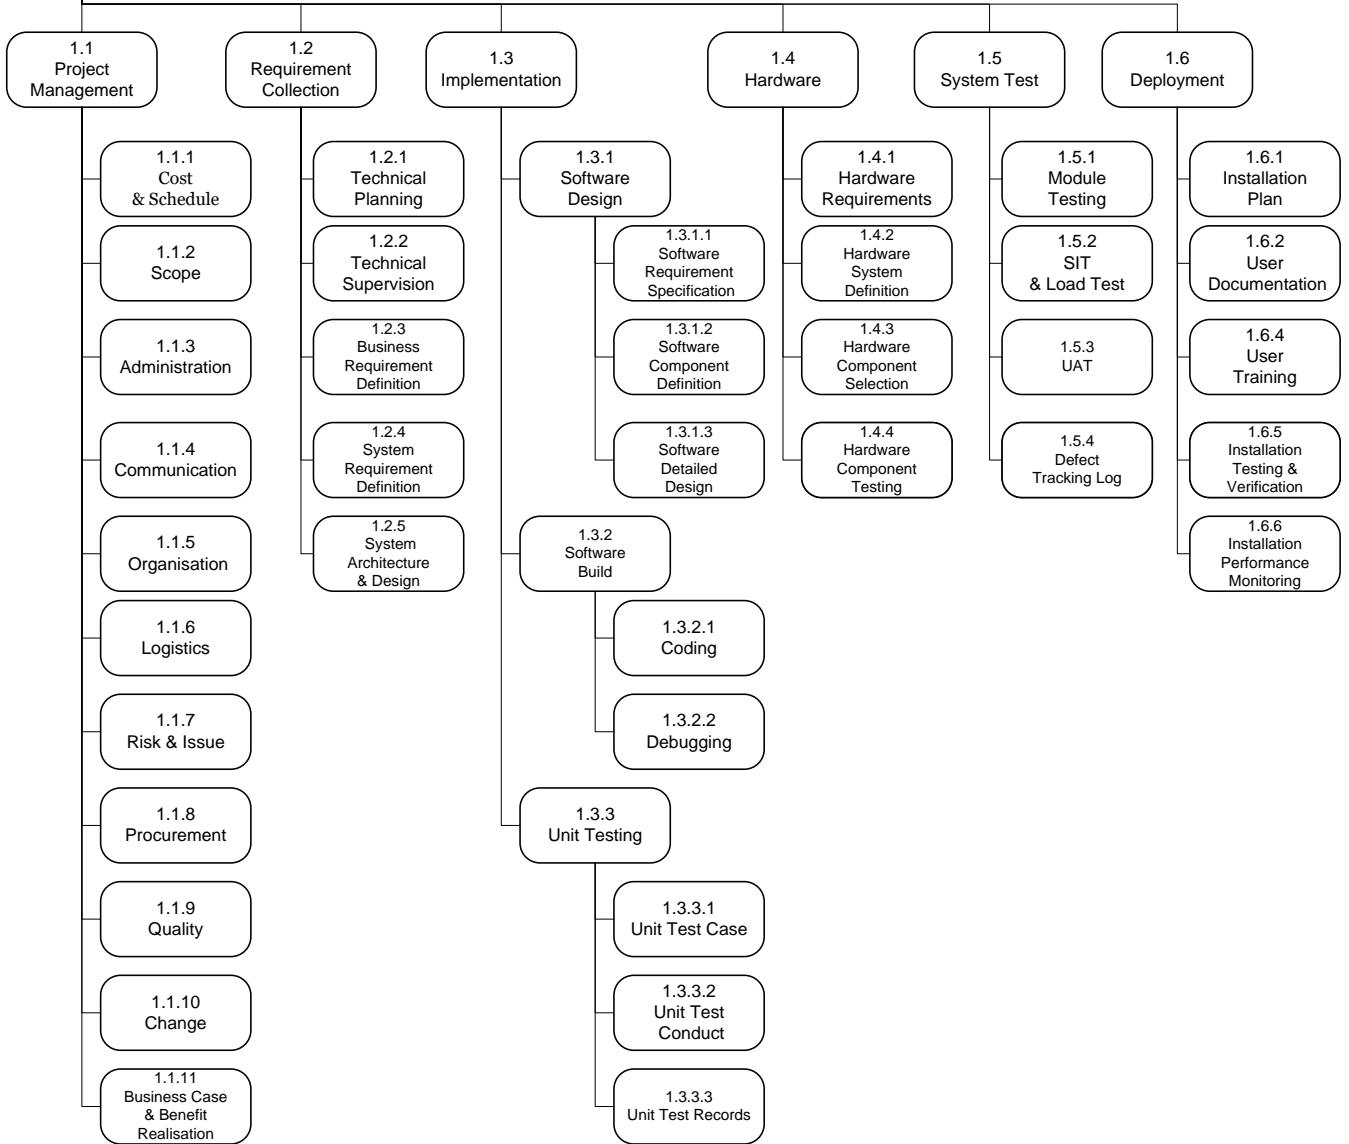 1.1
Project
Management
1.2
Requirement
Collection
1.3
Implementation
1.4
Hardware
1.5
System Test
1.6
Deployment
1.1.1
Cost
& Schedule
1.1.2
Scope
1.1.3
Administration
1.1.4
Communication
1.1.5
Organisation
1.1.6
Logistics
1.1.7
Risk & Issue
1.1.8
Procurement
1.1.9
Quality
1.1.10
Change
1.1.11
Business Case
& Benefit
Realisation
1.2.1
Technical
Planning
1.2.2
Technical
Supervision
1.2.3
Business
Requirement
Definition
1.2.4
System
Requirement
Definition
1.2.5
System
Architecture
& Design
1.3.1
Software
Design
1.3.1.1
Software
Requirement
Specification
1.3.1.2
Software
Component
Definition
1.3.1.3
Software
Detailed
Design
1.3.2
Software
Build
1.3.2.1
Coding
1.3.2.2
Debugging
1.3.3
Unit Testing
1.3.3.1
Unit Test Case
1.3.3.2
Unit Test
Conduct
1.3.3.3
Unit Test Records
1.4.1
Hardware
Requirements
1.4.2
Hardware
System
Definition
1.4.3
Hardware
Component
Selection
1.4.4
Hardware
Component
Testing
1.5.1
Module
Testing
1.5.2
SIT
& Load Test
1.5.3
UAT
1.5.4
Defect
Tracking Log
1.6.1
Installation
Plan
1.6.2
User
Documentation
1.6.4
User
Training
1.6.5
Installation
Testing &
Verification
1.6.6
Installation
Performance
Monitoring